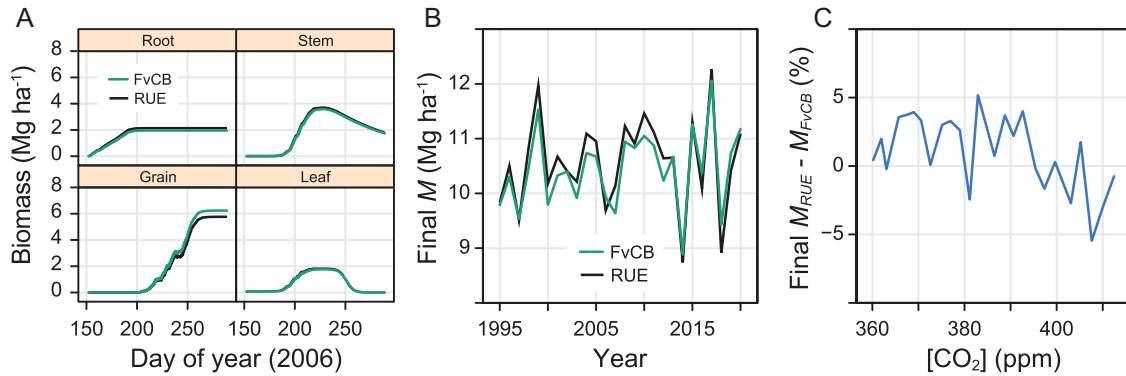 A
Root
Stem
8
6
4
2
0
FvCB
RUE
Grain
Leaf
8
6
4
2
0
150
200
250
150
200
250
Biomass (Mg ha⁻¹)
Day of year (2006)
B
12
11
10
9
FvCB
RUE
1995
2005
2015
Final M (Mg ha⁻¹)
Year
C
5
0
−5
360
380
400
Final M_RUE - M_FvCB (%)
[CO₂] (ppm)